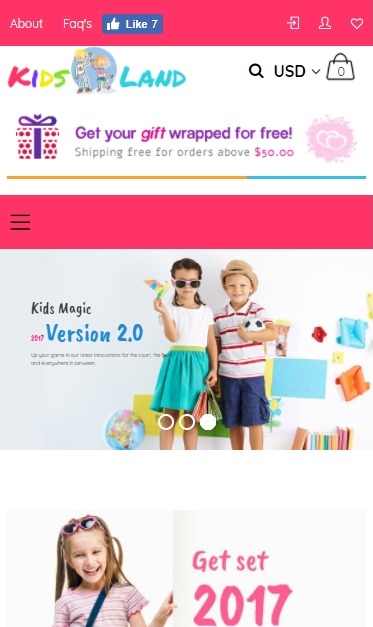 About Faq's Like 7
KIDS LAND
USD 0
Get your gift wrapped for free!
Shipping free for orders above $50.00
Kids Magic
2017 Version 2.0
Up your game in our latest innovations for the court, the
and everywhere in between.
Get set
2017